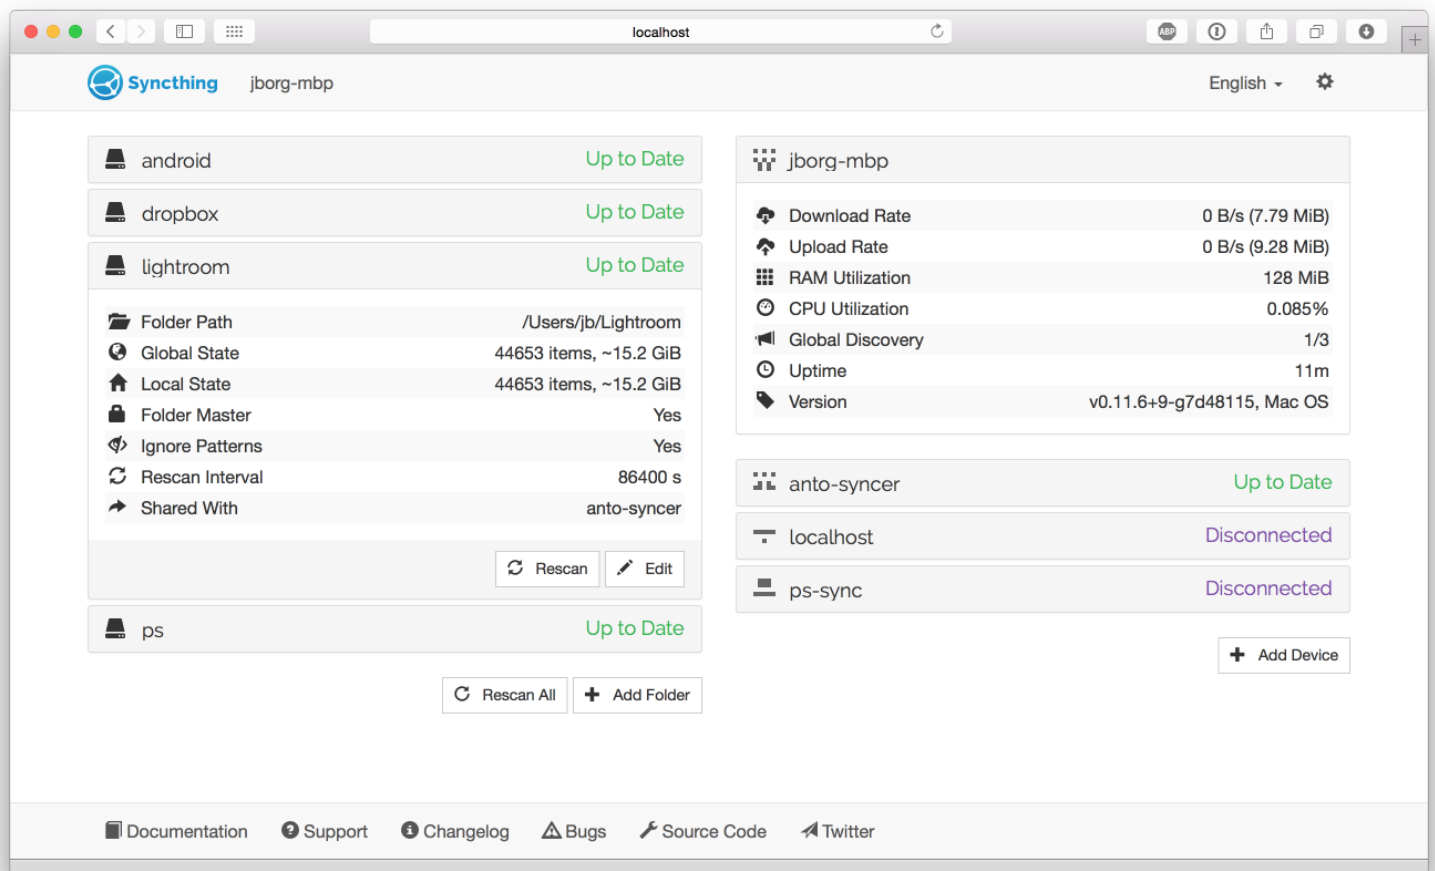 localhost
ABP
Syncthing jborg-mbp English
android Up to Date
dropbox Up to Date
lightroom Up to Date
Folder Path /Users/jb/Lightroom
Global State 44653 items, ~15.2 GiB
Local State 44653 items, ~15.2 GiB
Folder Master Yes
Ignore Patterns Yes
Rescan Interval 86400 s
Shared With anto-syncer
Rescan Edit
ps Up to Date
Rescan All Add Folder
jborg-mbp
Download Rate 0 B/s (7.79 MiB)
Upload Rate 0 B/s (9.28 MiB)
RAM Utilization 128 MiB
CPU Utilization 0.085%
Global Discovery 1/3
Uptime 11m
Version v0.11.6+9-g7d48115, Mac OS
anto-syncer Up to Date
localhost Disconnected
ps-sync Disconnected
Add Device
Documentation Support Changelog Bugs Source Code Twitter